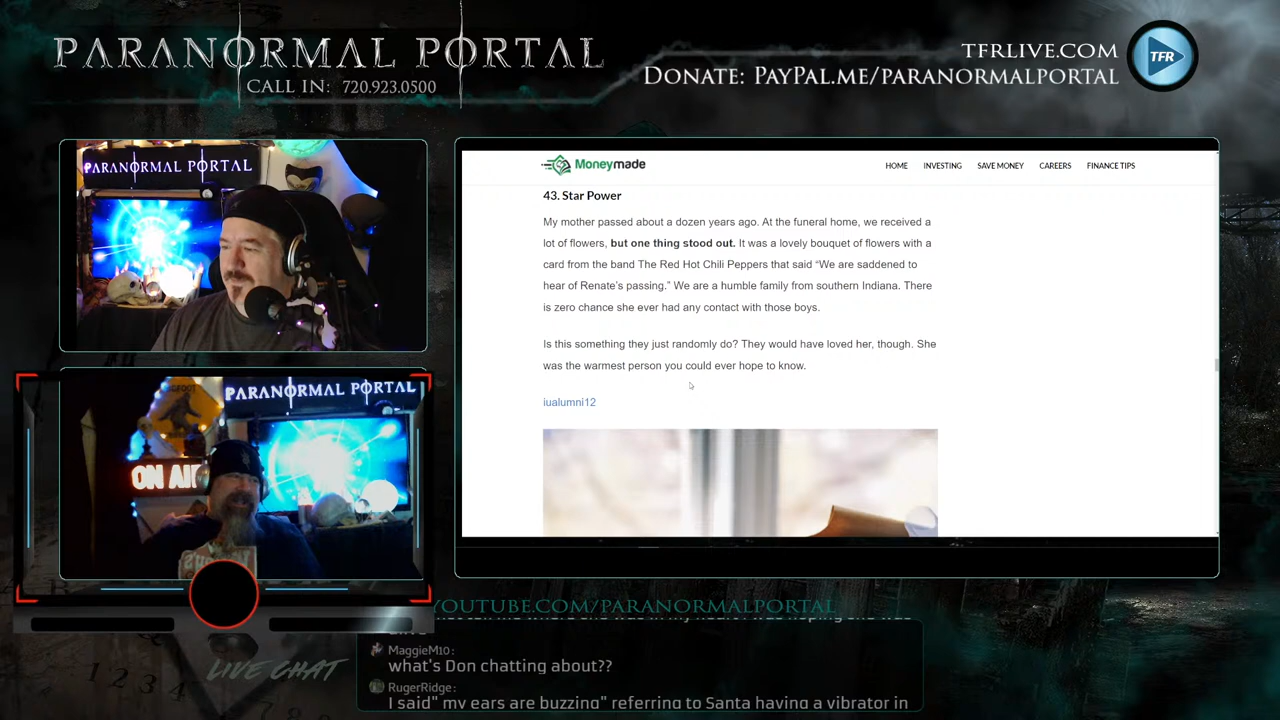 PARANORMAL PORTAL
CALL IN: 720.923.0500
TFRLIVE.COM
DONATE: PAYPAL.ME/PARANORMALPORTAL
TFR
PARANORMAL PORTAL
PARANORMAL PORTAL
ON AIR
Moneymade
HOME INVESTING SAVE MONEY CAREERS FINANCE TIPS
43. Star Power
My mother passed about a dozen years ago. At the funeral home, we received a
lot of flowers, but one thing stood out. It was a lovely bouquet of flowers with a
card from the band The Red Hot Chili Peppers that said “We are saddened to
hear of Renate’s passing.” We are a humble family from southern Indiana. There
is zero chance she ever had any contact with those boys.
Is this something they just randomly do? They would have loved her, though. She
was the warmest person you could ever hope to know.
iualumni12
YOUTUBE.COM/PARANORMALPORTAL
LIVE CHAT
MaggieM10:
what's Don chatting about??
RugerRidge:
I said" my ears are buzzing" referring to Santa having a vibrator in